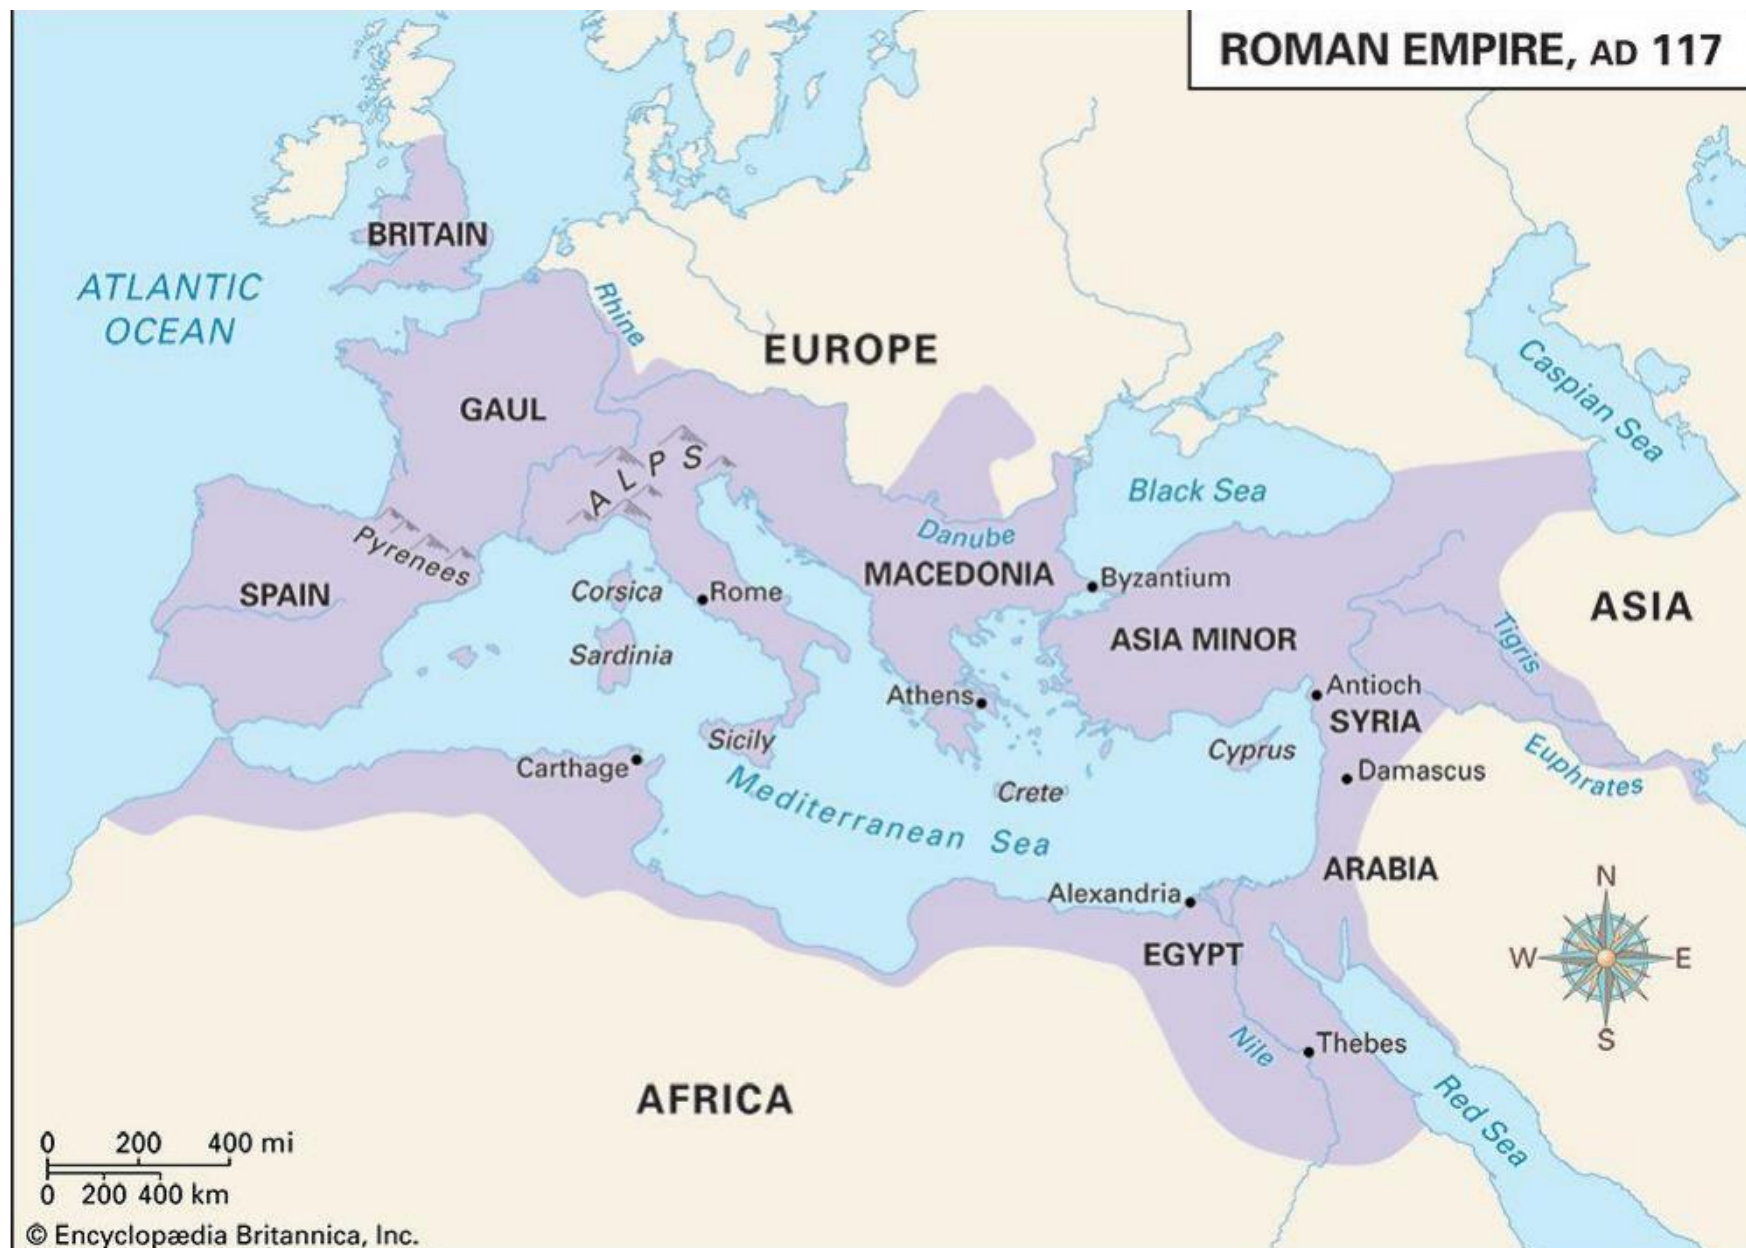 ROMAN EMPIRE, AD 117
BRITAIN
ATLANTIC
OCEAN
Rhine
EUROPE
Caspian Sea
GAUL
ALPS
Black Sea
Danube
Pyrenees
MACEDONIA
Byzantium
SPAIN
Corsica
Rome
ASIA
ASIA MINOR
Tigris
Sardinia
Athens
Antioch
SYRIA
Sicily
Cyprus
Euphrates
Carthage
Damascus
Mediterranean Sea
Crete
ARABIA
Alexandria
EGYPT
N
W
E
S
Nile
Thebes
Red Sea
AFRICA
0 200 400 mi
0 200 400 km
© Encyclopædia Britannica, Inc.